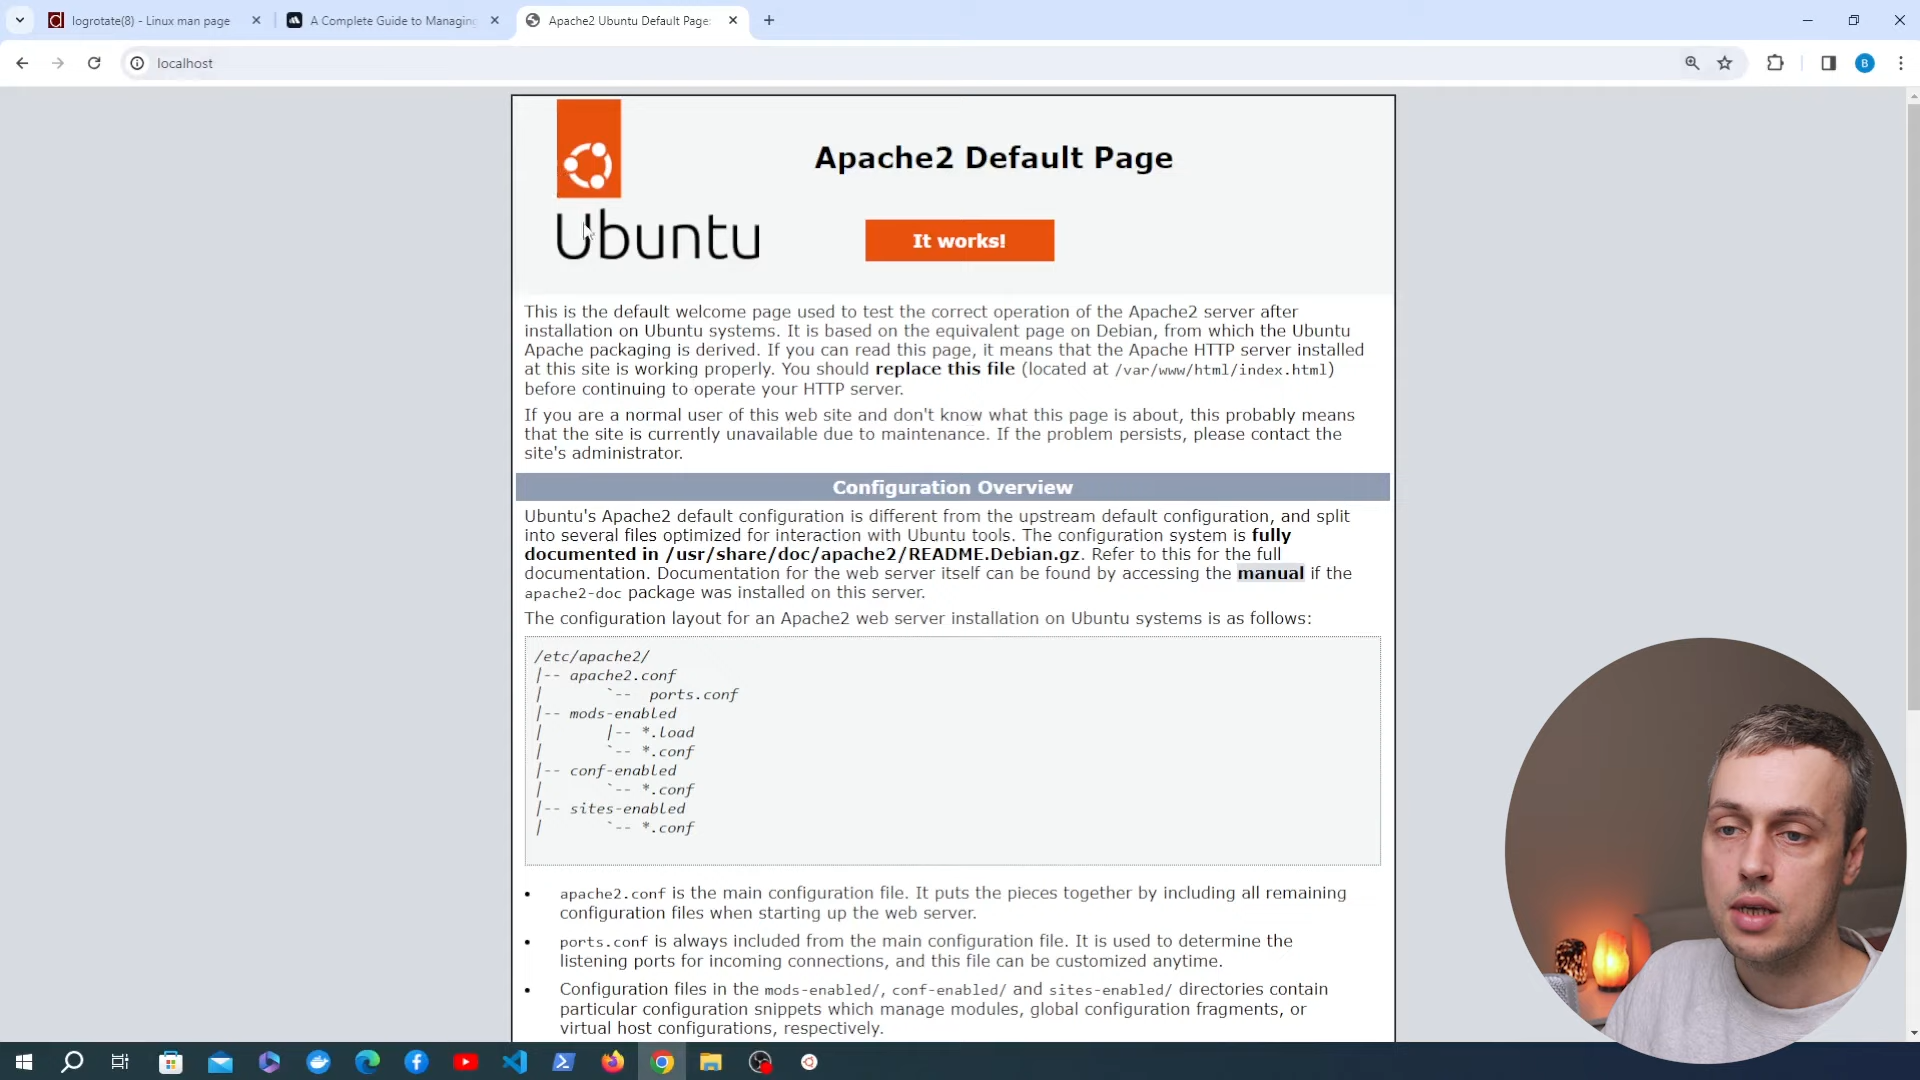 logrotate(8) - Linux man page
A Complete Guide to Managing
Apache2 Ubuntu Default Page:
localhost
B
Apache2 Default Page
Ubuntu
It works!
This is the default welcome page used to test the correct operation of the Apache2 server after
installation on Ubuntu systems. It is based on the equivalent page on Debian, from which the Ubuntu
Apache packaging is derived. If you can read this page, it means that the Apache HTTP server installed
at this site is working properly. You should replace this file (located at /var/www/html/index.html)
before continuing to operate your HTTP server.
If you are a normal user of this web site and don't know what this page is about, this probably means
that the site is currently unavailable due to maintenance. If the problem persists, please contact the
site's administrator.
Configuration Overview
Ubuntu's Apache2 default configuration is different from the upstream default configuration, and split
into several files optimized for interaction with Ubuntu tools. The configuration system is fully
documented in /usr/share/doc/apache2/README.Debian.gz. Refer to this for the full
documentation. Documentation for the web server itself can be found by accessing the manual if the
apache2-doc package was installed on this server.
The configuration layout for an Apache2 web server installation on Ubuntu systems is as follows:
/etc/apache2/
|-- apache2.conf
|       `--  ports.conf
|-- mods-enabled
|       |-- *.load
|       `-- *.conf
|-- conf-enabled
|       `-- *.conf
|-- sites-enabled
|       `-- *.conf
• apache2.conf is the main configuration file. It puts the pieces together by including all remaining
configuration files when starting up the web server.
• ports.conf is always included from the main configuration file. It is used to determine the
listening ports for incoming connections, and this file can be customized anytime.
• Configuration files in the mods-enabled/, conf-enabled/ and sites-enabled/ directories contain
particular configuration snippets which manage modules, global configuration fragments, or
virtual host configurations, respectively.